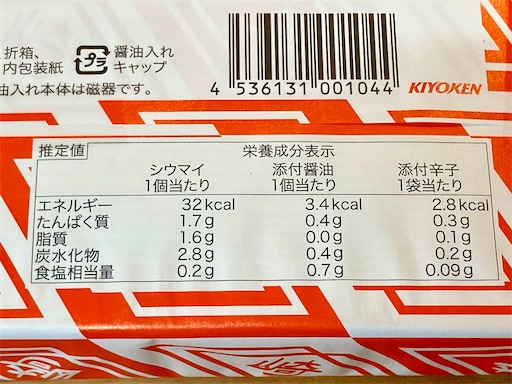 折箱、
内包装紙
プラ
醤油入れ
キャップ
油入れ本体は磁器です。
4 536131 001044
KIYOKEN
推定値 栄養成分表示
シウマイ 添付醤油 添付辛子
1個当たり 1個当たり 1袋当たり
エネルギー 32kcal 3.4kcal 2.8kcal
たんぱく質 1.7g 0.4g 0.3g
脂質 1.6g 0.0g 0.1g
炭水化物 2.8g 0.4g 0.2g
食塩相当量 0.2g 0.7g 0.09g